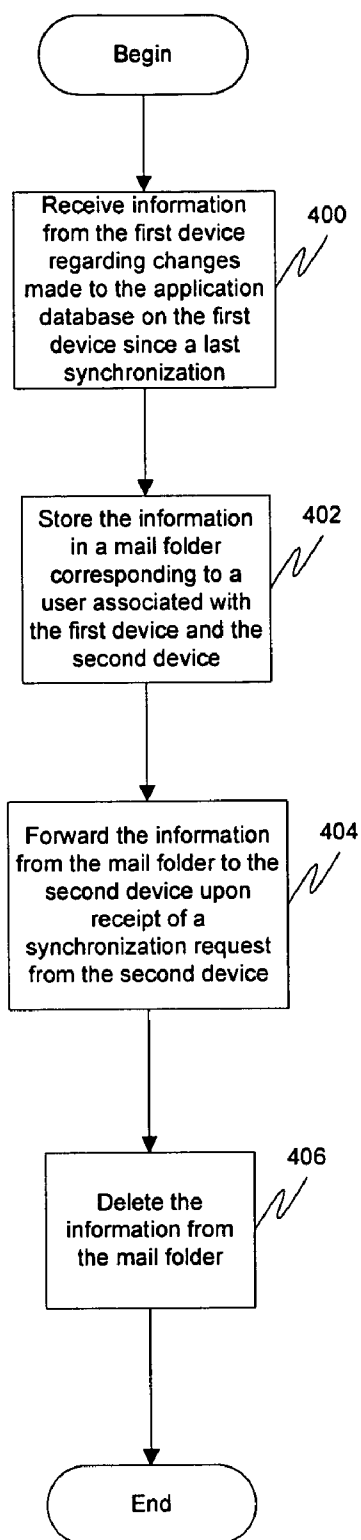 Begin
Receive information
from the first device
regarding changes
made to the application
database on the first
device since a last
synchronization
400
Store the information
in a mail folder
corresponding to a
user associated with
the first device and the
second device
402
Forward the information
from the mail folder to the
second device upon
receipt of a
synchronization request
from the second device
404
Delete the
information from
the mail folder
406
End